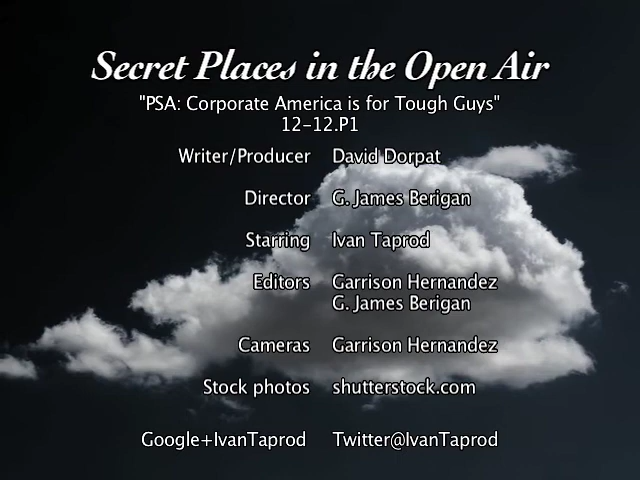 Secret Places in the Open Air
"PSA: Corporate America is for Tough Guys"
12-12.P1
Writer/Producer David Dorpat
Director G. James Berigan
Starring Ivan Taprod
Editors Garrison Hernandez
G. James Berigan
Cameras Garrison Hernandez
Stock photos shutterstock.com
Google+IvanTaprod Twitter@IvanTaprod